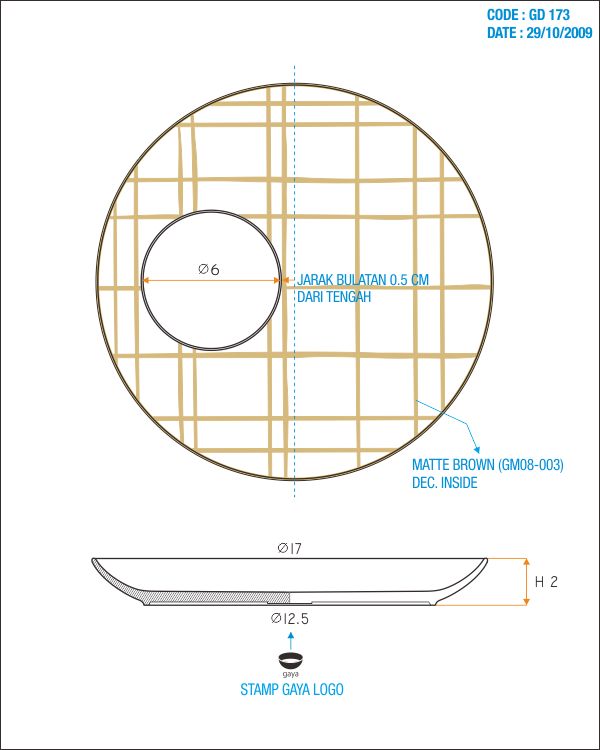 CODE : GD 173
DATE : 29/10/2009
Ø6
JARAK BULATAN 0.5 CM
DARI TENGAH
MATTE BROWN (GM08-003)
DEC. INSIDE
Ø17
H 2
Ø12.5
gaya
STAMP GAYA LOGO